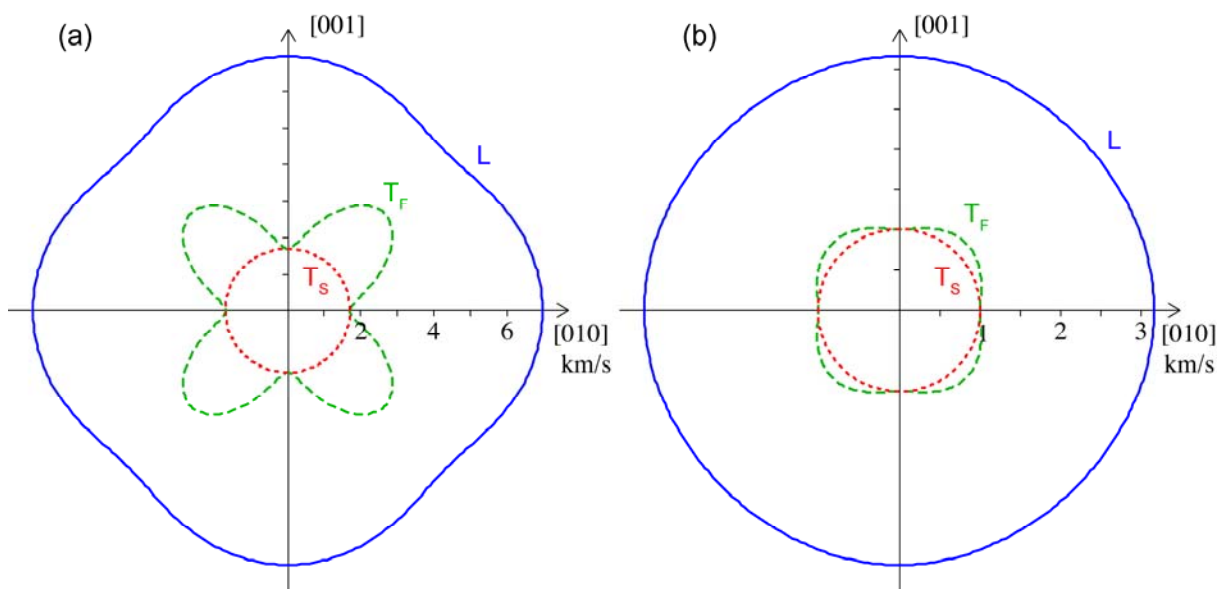 (a)
[001]
L
T_F
T_S
2
4
6
[010]
km/s
(b)
[001]
L
T_F
T_S
1
2
3
[010]
km/s